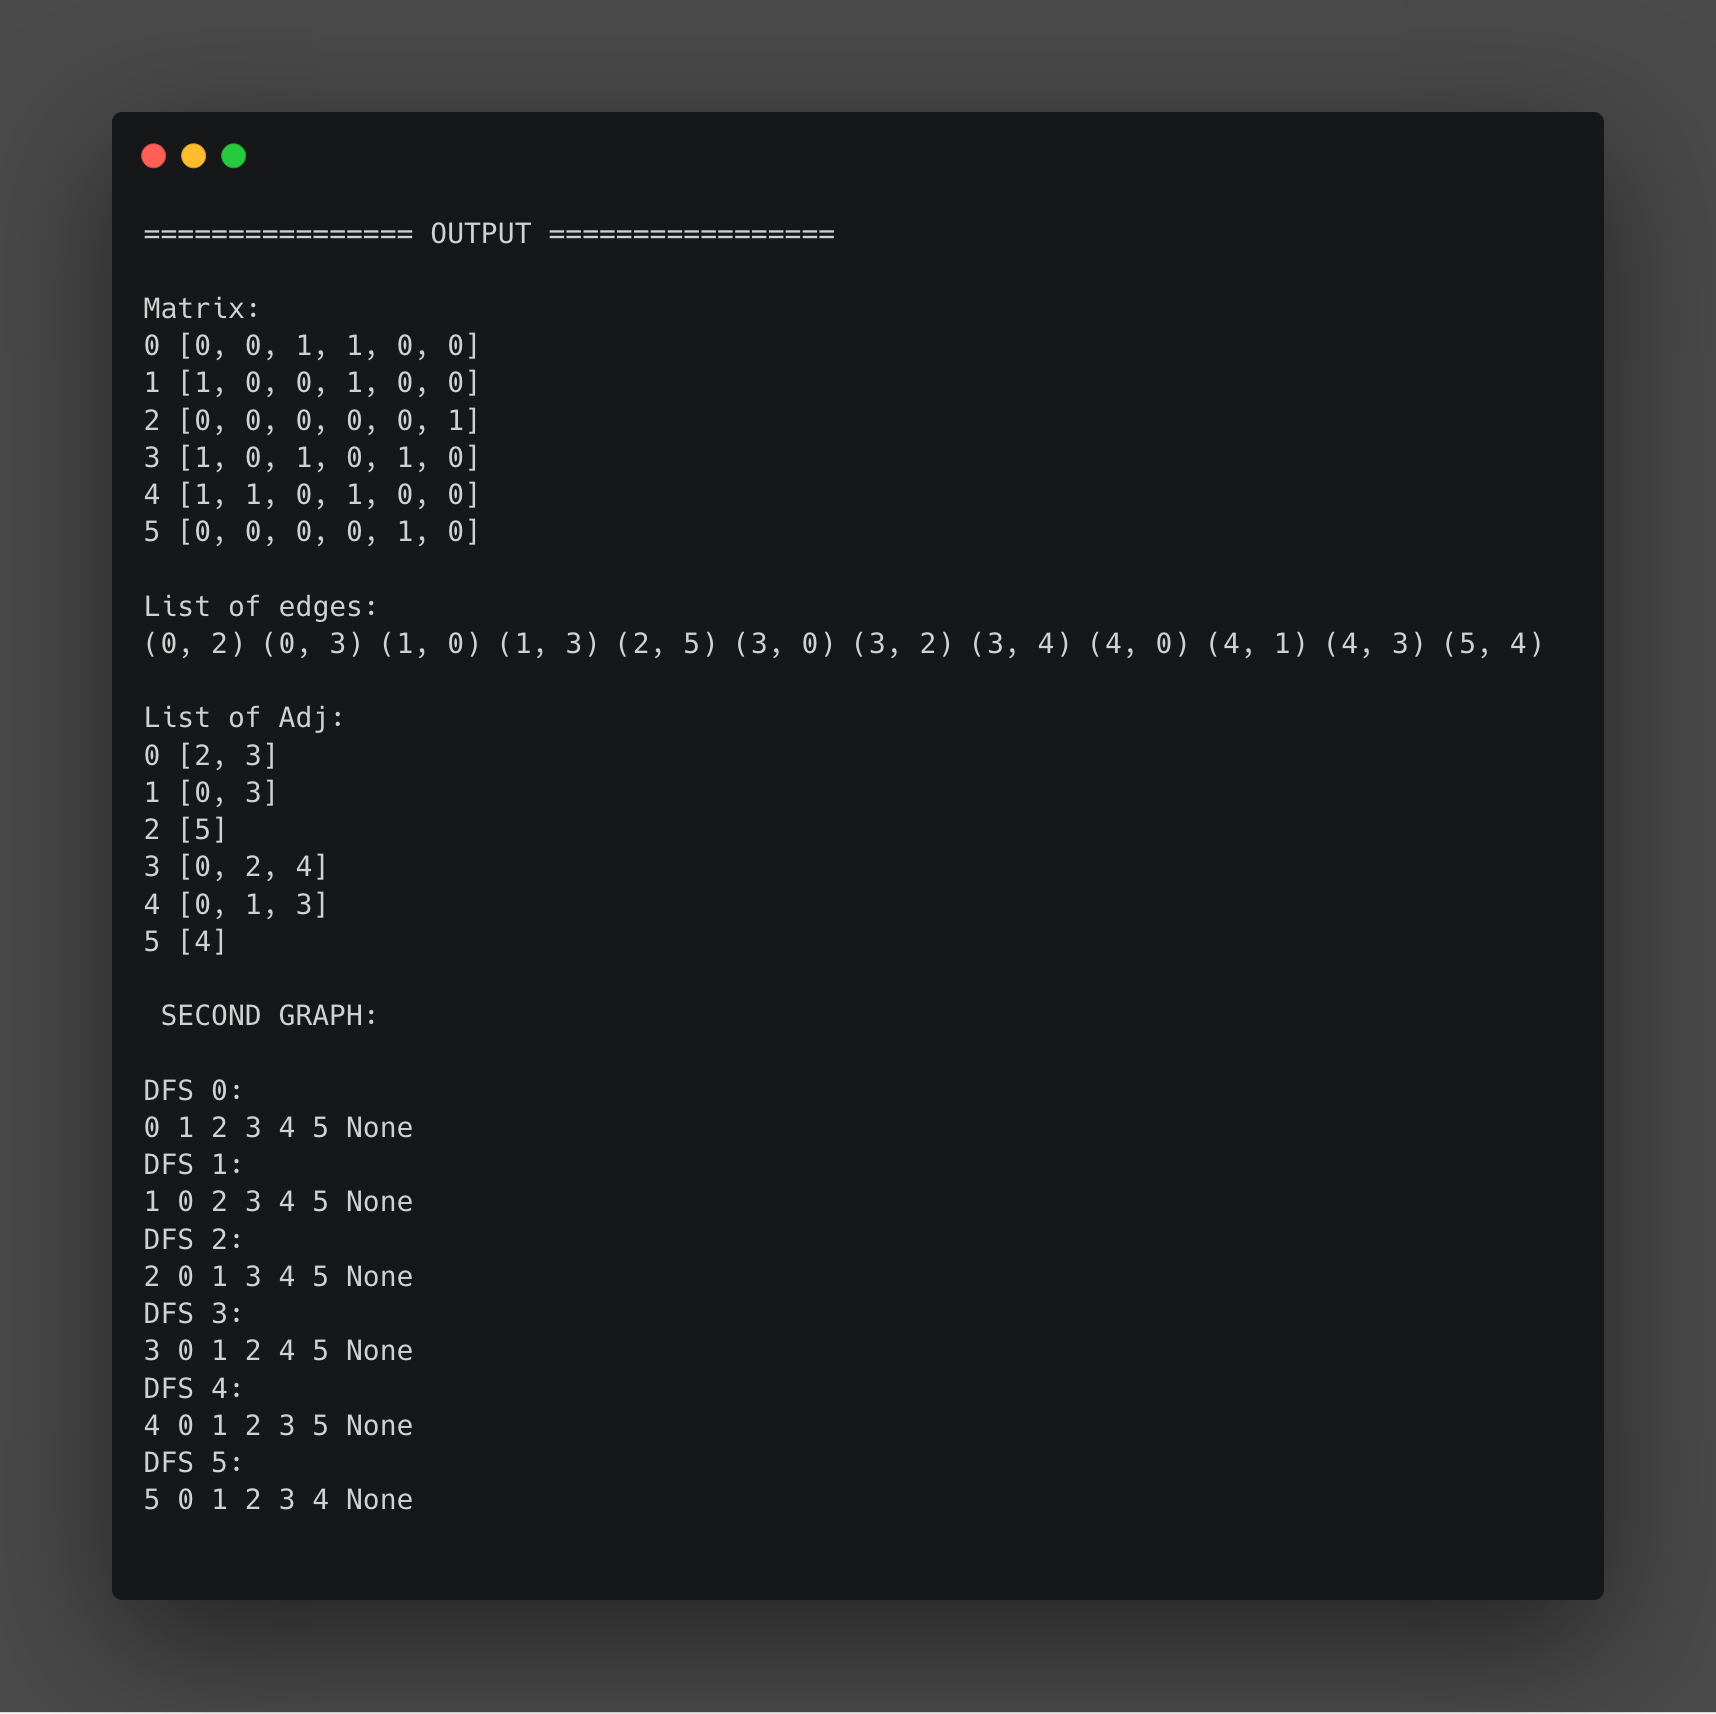 ================ OUTPUT =================
Matrix:
0 [0, 0, 1, 1, 0, 0]
1 [1, 0, 0, 1, 0, 0]
2 [0, 0, 0, 0, 0, 1]
3 [1, 0, 1, 0, 1, 0]
4 [1, 1, 0, 1, 0, 0]
5 [0, 0, 0, 0, 1, 0]
List of edges:
(0, 2) (0, 3) (1, 0) (1, 3) (2, 5) (3, 0) (3, 2) (3, 4) (4, 0) (4, 1) (4, 3) (5, 4)
List of Adj:
0 [2, 3]
1 [0, 3]
2 [5]
3 [0, 2, 4]
4 [0, 1, 3]
5 [4]
SECOND GRAPH:
DFS 0:
0 1 2 3 4 5 None
DFS 1:
1 0 2 3 4 5 None
DFS 2:
2 0 1 3 4 5 None
DFS 3:
3 0 1 2 4 5 None
DFS 4:
4 0 1 2 3 5 None
DFS 5:
5 0 1 2 3 4 None